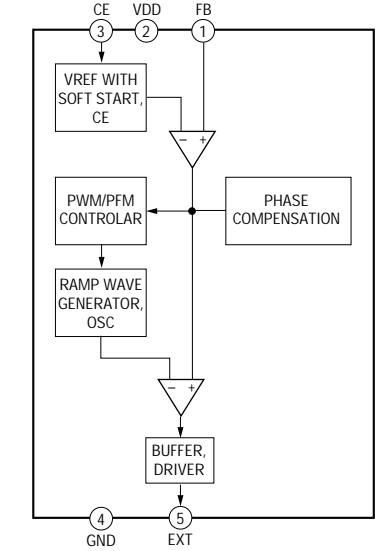 CE VDD FB
3 2 1
VREF WITH
SOFT START,
CE
− +
PWM/PFM
CONTROLAR
PHASE
COMPENSATION
RAMP WAVE
GENERATOR,
OSC
− +
BUFFER,
DRIVER
4 5
GND EXT